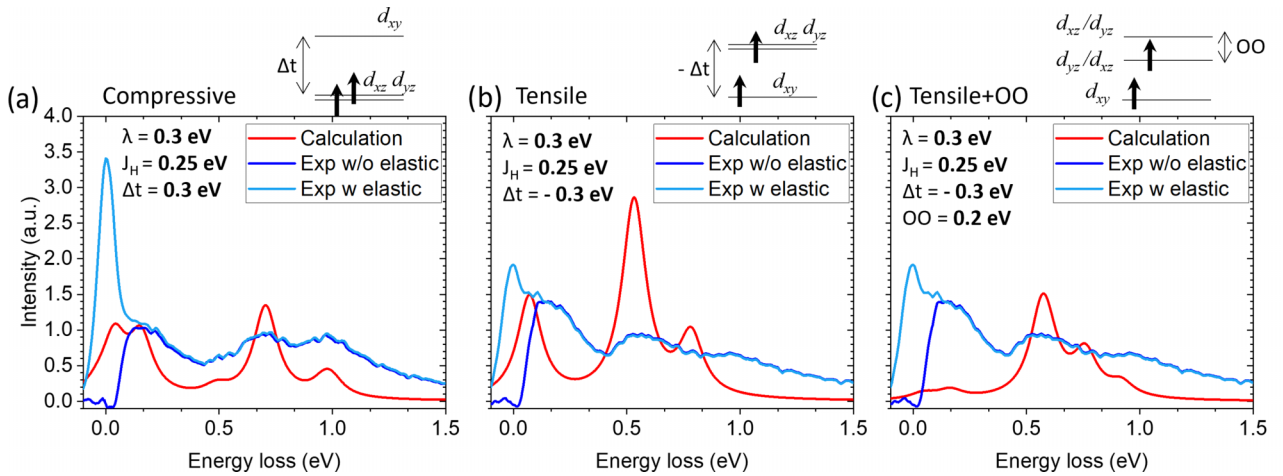 d_xy
Δt
d_xz d_yz
(a) Compressive
λ = 0.3 eV
J_H = 0.25 eV
Δt = 0.3 eV
Calculation
Exp w/o elastic
Exp w elastic
Intensity (a.u.)
4.0
3.5
3.0
2.5
2.0
1.5
1.0
0.5
0.0
0.0 0.5 1.0 1.5
Energy loss (eV)
d_xz d_yz
- Δt
d_xy
(b) Tensile
λ = 0.3 eV
J_H = 0.25 eV
Δt = - 0.3 eV
Calculation
Exp w/o elastic
Exp w elastic
0.0 0.5 1.0 1.5
Energy loss (eV)
d_xz/d_yz
OO
d_yz/d_xz
d_xy
(c) Tensile+OO
λ = 0.3 eV
J_H = 0.25 eV
Δt = - 0.3 eV
OO = 0.2 eV
Calculation
Exp w/o elastic
Exp w elastic
0.0 0.5 1.0 1.5
Energy loss (eV)